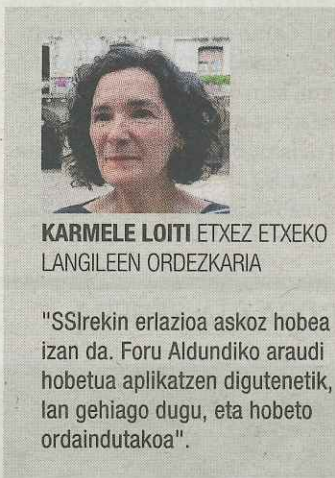 KARMELE LOITI ETXEZ ETXEKO
LANGILEEN ORDEZKARIA
"SSIrekin erlazioa askoz hobea
izan da. Foru Aldundiko araudi
hobetua aplikatzen digutenetik,
lan gehiago dugu, eta hobeto
ordaindutakoa".